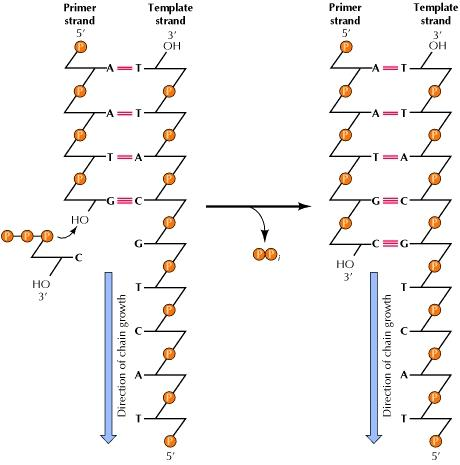 Primer
strand
5′
Template
strand
3′
OH
P
A = T
P
P
A = T
P
P
T = A
P
P
G ≡ C
HO
P
P P P
C
HO
3′
G
P
T
P
C
P
A
P
T
P
5′
Direction of chain growth
PPi
Primer
strand
5′
Template
strand
3′
OH
P
A = T
P
P
A = T
P
P
T = A
P
P
G ≡ C
P
P
C ≡ G
HO
3′
P
T
P
C
P
A
P
T
P
5′
Direction of chain growth